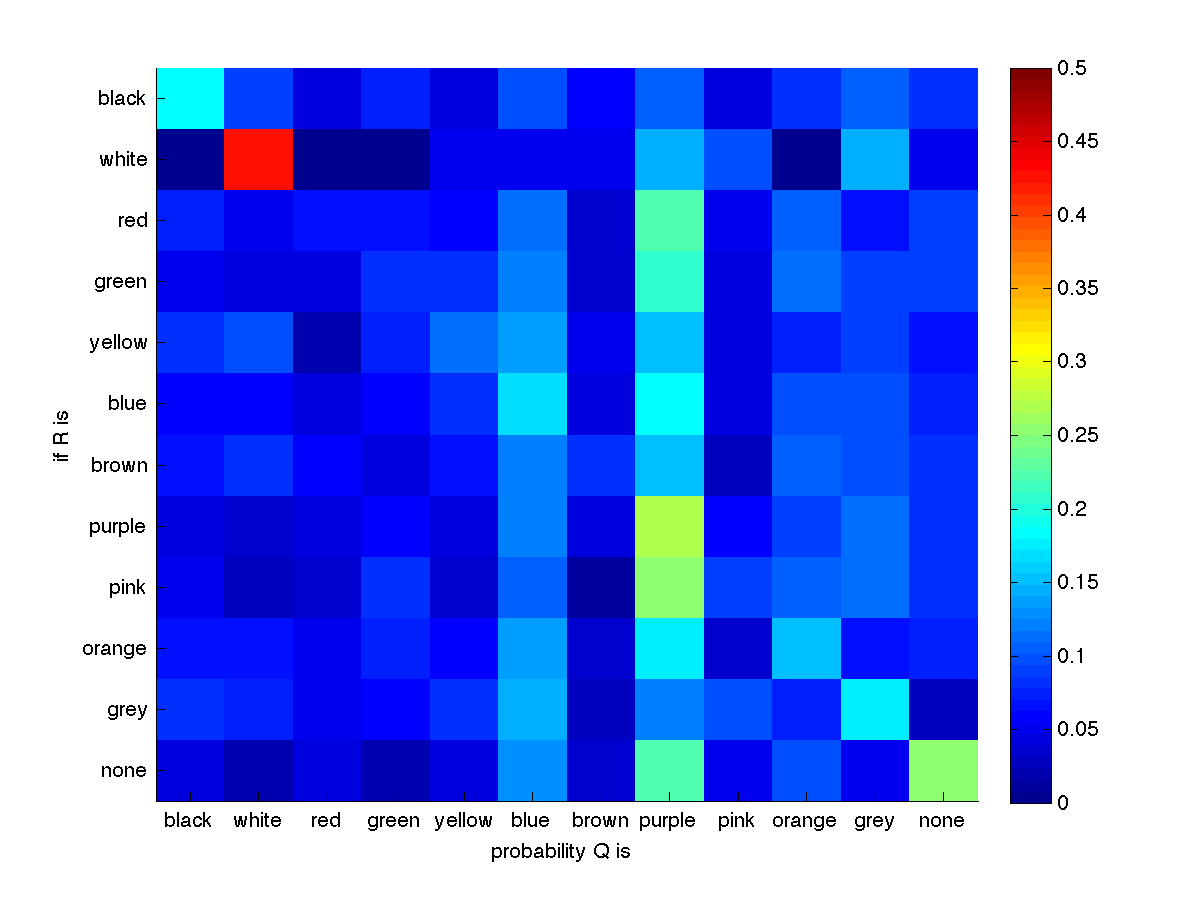 if R is
black
white
red
green
yellow
blue
brown
purple
pink
orange
grey
none
black white red green yellow blue brown purple pink orange grey none
probability Q is
0.5
0.45
0.4
0.35
0.3
0.25
0.2
0.15
0.1
0.05
0